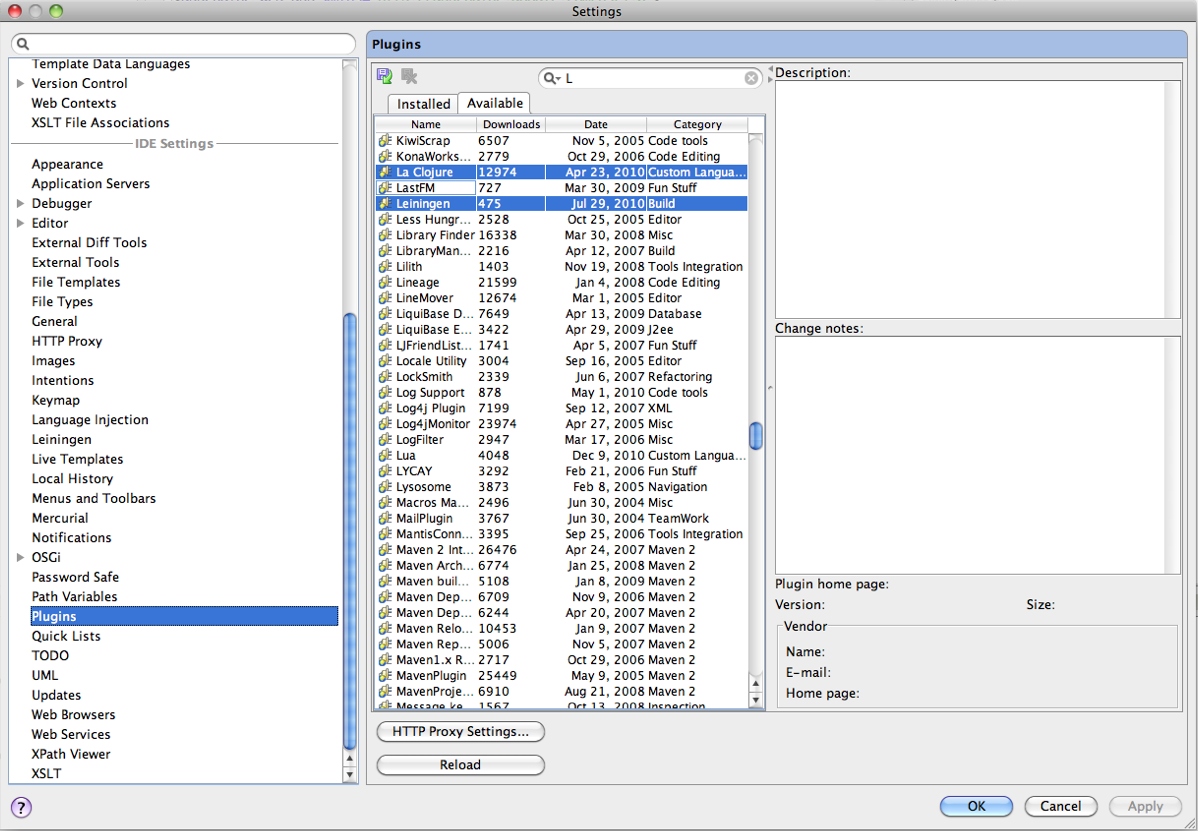 Settings
Template Data Languages
Version Control
Web Contexts
XSLT File Associations
IDE Settings
Appearance
Application Servers
Debugger
Editor
External Diff Tools
External Tools
File Templates
File Types
General
HTTP Proxy
Images
Intentions
Keymap
Language Injection
Leiningen
Live Templates
Local History
Menus and Toolbars
Mercurial
Notifications
OSGi
Password Safe
Path Variables
Plugins
Quick Lists
TODO
UML
Updates
Web Browsers
Web Services
XPath Viewer
XSLT
?
Plugins
L
Installed Available
Name Downloads Date Category
KiwiScrap 6507 Nov 5, 2005 Code tools
KonaWorks... 2779 Oct 29, 2006 Code Editing
La Clojure 12974 Apr 23, 2010 Custom Langua...
LastFM 727 Mar 30, 2009 Fun Stuff
Leiningen 475 Jul 29, 2010 Build
Less Hungr... 2528 Oct 25, 2005 Editor
Library Finder 16338 Mar 30, 2008 Misc
LibraryMan... 2216 Apr 12, 2007 Build
Lilith 1403 Nov 19, 2008 Tools Integration
Lineage 21599 Jan 4, 2008 Code Editing
LineMover 12674 Mar 1, 2005 Editor
LiquiBase D... 7649 Apr 13, 2009 Database
LiquiBase E... 3422 Apr 29, 2009 J2ee
LJFriendList... 1741 Apr 5, 2007 Fun Stuff
Locale Utility 3004 Sep 16, 2005 Editor
LockSmith 2339 Jun 6, 2007 Refactoring
Log Support 878 May 1, 2010 Code tools
Log4j Plugin 7199 Sep 12, 2007 XML
Log4jMonitor 23974 Apr 27, 2005 Misc
LogFilter 2947 Mar 17, 2006 Misc
Lua 4048 Dec 9, 2010 Custom Langua...
LYCAY 3292 Feb 21, 2006 Fun Stuff
Lysosome 3873 Feb 8, 2005 Navigation
Macros Ma... 2496 Jun 30, 2004 Misc
MailPlugin 3767 Jun 30, 2004 TeamWork
MantisConn... 3395 Sep 25, 2006 Tools Integration
Maven 2 Int... 26476 Apr 24, 2007 Maven 2
Maven Arch... 6774 Jan 25, 2008 Maven 2
Maven buil... 5108 Jan 8, 2009 Maven 2
Maven Dep... 6709 Nov 9, 2006 Maven 2
Maven Dep... 6244 Apr 20, 2007 Maven 2
Maven Relo... 10453 Jan 9, 2007 Maven 2
Maven Rep... 5006 Nov 5, 2007 Maven 2
Maven1.x R... 2717 Oct 29, 2006 Maven 2
MavenPlugin 25449 May 9, 2005 Maven 2
MavenProje... 6910 Aug 21, 2008 Maven 2
Message ke... 1567 Oct 13, 2008 Inspection
HTTP Proxy Settings...
Reload
Description:
Change notes:
Plugin home page:
Version: Size:
Vendor
Name:
E-mail:
Home page:
OK Cancel Apply